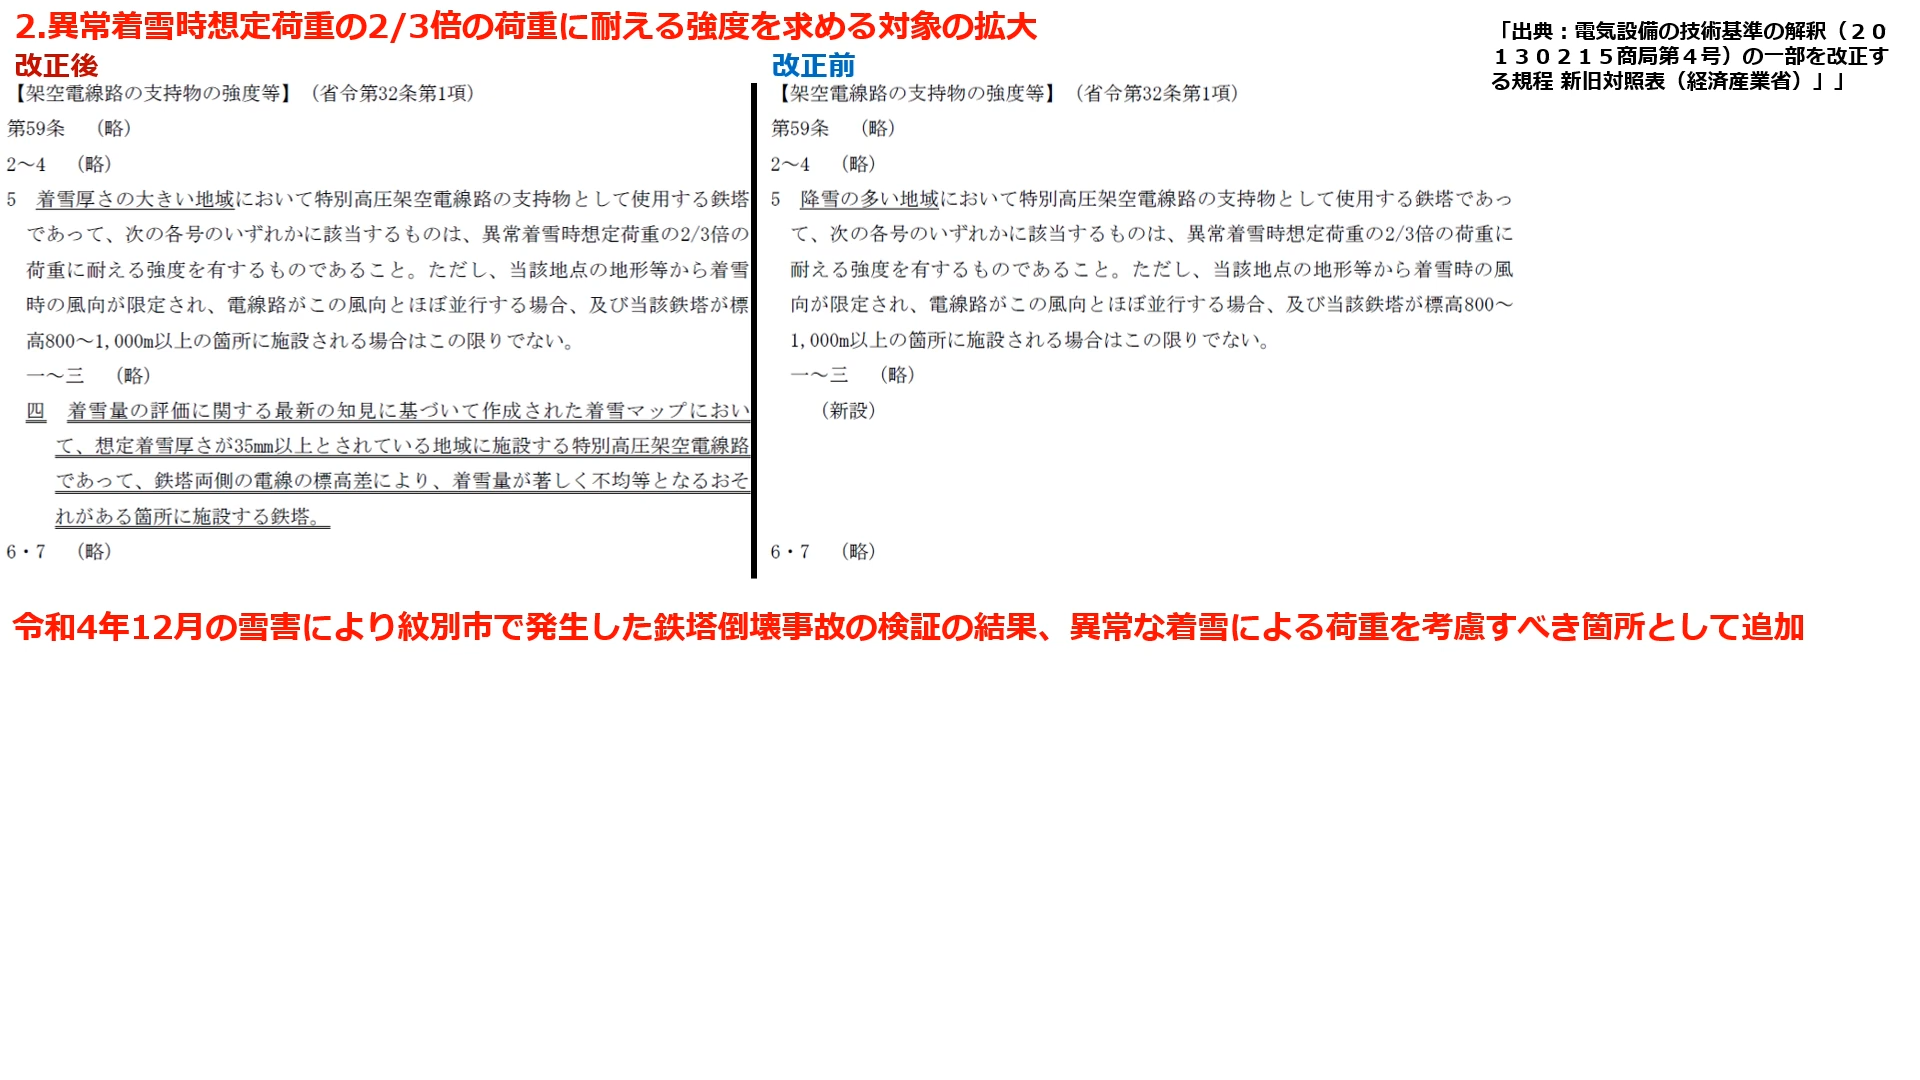 2.異常着雪時想定荷重の2/3倍の荷重に耐える強度を求める対象の拡大
「出典：電気設備の技術基準の解釈（２０
１３０２１５商局第４号）の一部を改正す
る規程 新旧対照表（経済産業省）」」
改正後
【架空電線路の支持物の強度等】（省令第32条第1項）
第59条　（略）
2～4　（略）
5　着雪厚さの大きい地域において特別高圧架空電線路の支持物として使用する鉄塔
であって、次の各号のいずれかに該当するものは、異常着雪時想定荷重の2/3倍の
荷重に耐える強度を有するものであること。ただし、当該地点の地形等から着雪
時の風向が限定され、電線路がこの風向とほぼ並行する場合、及び当該鉄塔が標
高800～1,000m以上の箇所に施設される場合はこの限りでない。
一～三　（略）
四　着雪量の評価に関する最新の知見に基づいて作成された着雪マップにおい
て、想定着雪厚さが35mm以上とされている地域に施設する特別高圧架空電線路
であって、鉄塔両側の電線の標高差により、着雪量が著しく不均等となるおそ
れがある箇所に施設する鉄塔。
6・7　（略）
改正前
【架空電線路の支持物の強度等】（省令第32条第1項）
第59条　（略）
2～4　（略）
5　降雪の多い地域において特別高圧架空電線路の支持物として使用する鉄塔であっ
て、次の各号のいずれかに該当するものは、異常着雪時想定荷重の2/3倍の荷重に
耐える強度を有するものであること。ただし、当該地点の地形等から着雪時の風
向が限定され、電線路がこの風向とほぼ並行する場合、及び当該鉄塔が標高800～
1,000m以上の箇所に施設される場合はこの限りでない。
一～三　（略）
（新設）
6・7　（略）
令和4年12月の雪害により紋別市で発生した鉄塔倒壊事故の検証の結果、異常な着雪による荷重を考慮すべき箇所として追加